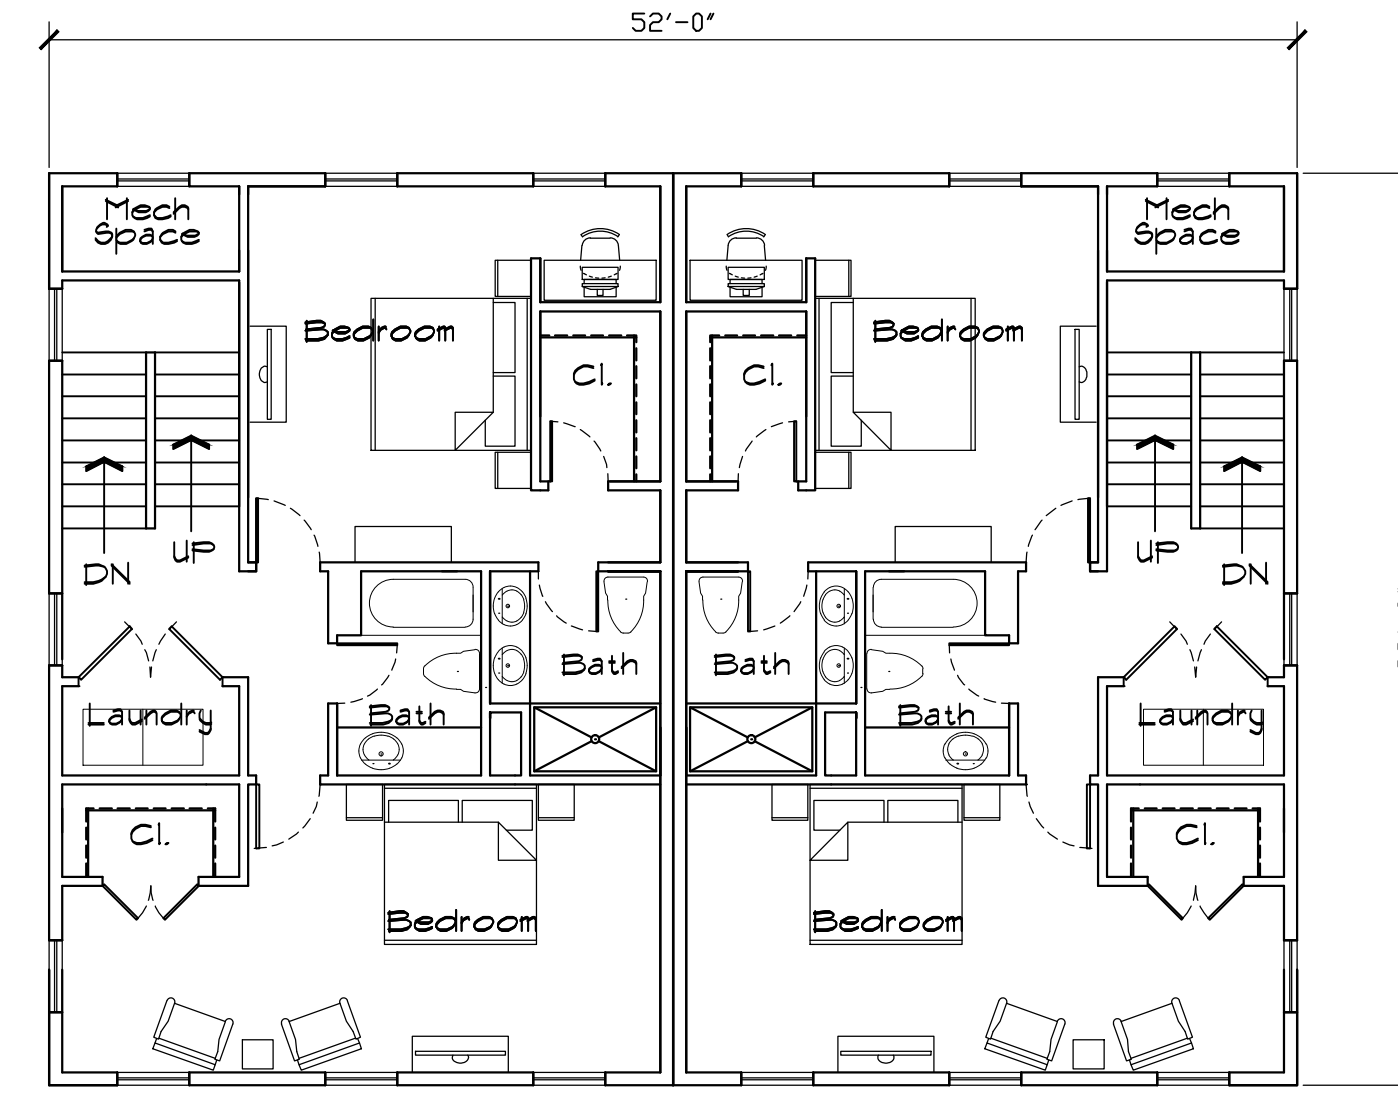 52'-0"
Mech
Space
Mech
Space
Bedroom
Bedroom
Cl.
Cl.
UP
DN
UP
DN
Bath
Bath
Laundry
Bath
Bath
Laundry
Cl.
Cl.
Bedroom
Bedroom